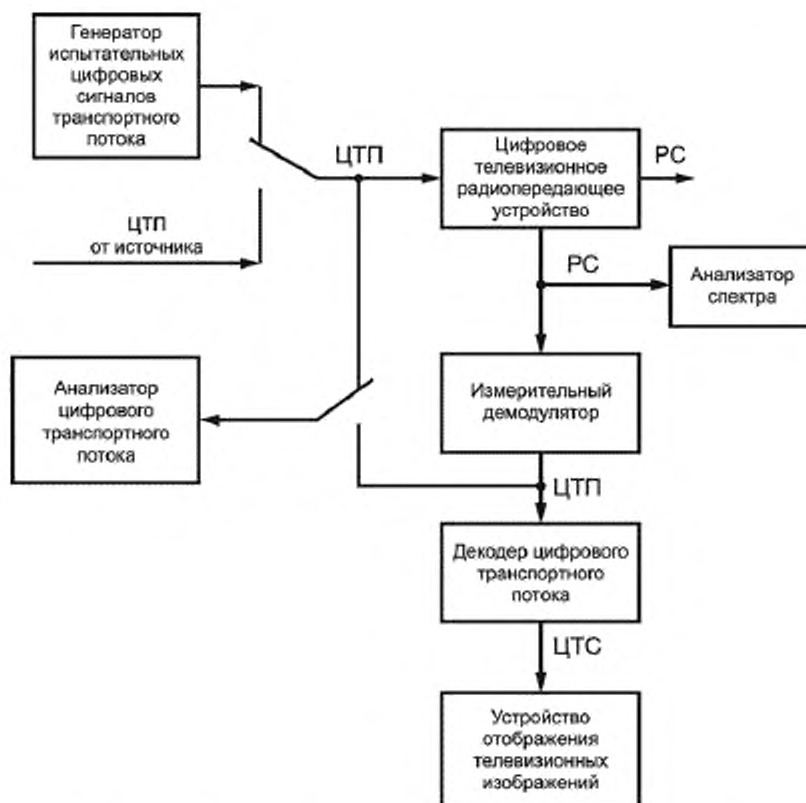 Генератор
испытательных
цифровых
сигналов
транспортного
потока
ЦТП
Цифровое
телевизионное
радиопередающее
устройство
РС
ЦТП
от источника
РС
Анализатор
спектра
Анализатор
цифрового
транспортного
потока
Измерительный
демодулятор
ЦТП
Декодер цифрового
транспортного
потока
ЦТС
Устройство
отображения
телевизионных
изображений